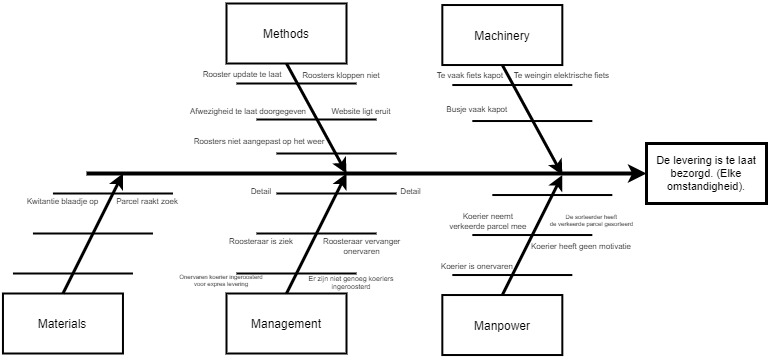 Methods
Machinery
Rooster update te laat
Roosters kloppen niet
Te vaak fiets kapot
Te weingin elektrische fiets
Afwezigheid te laat doorgegeven
Website ligt eruit
Busje vaak kapot
Roosters niet aangepast op het weer
De levering is te laat
bezorgd. (Elke
omstandigheid).
Kwitantie blaadje op
Parcel raakt zoek
Detail
Detail
Koerier neemt
verkeerde parcel mee
De sorteerder heeft
de verkeerde parcel gesorteerd
Roosteraar is ziek
Roosteraar vervanger
onervaren
Koerier heeft geen motivatie
Onervaren koerier ingeroosterd
voor expres levering
Er zijn niet genoeg koeriers
ingeroosterd
Koerier is onervaren
Materials
Management
Manpower